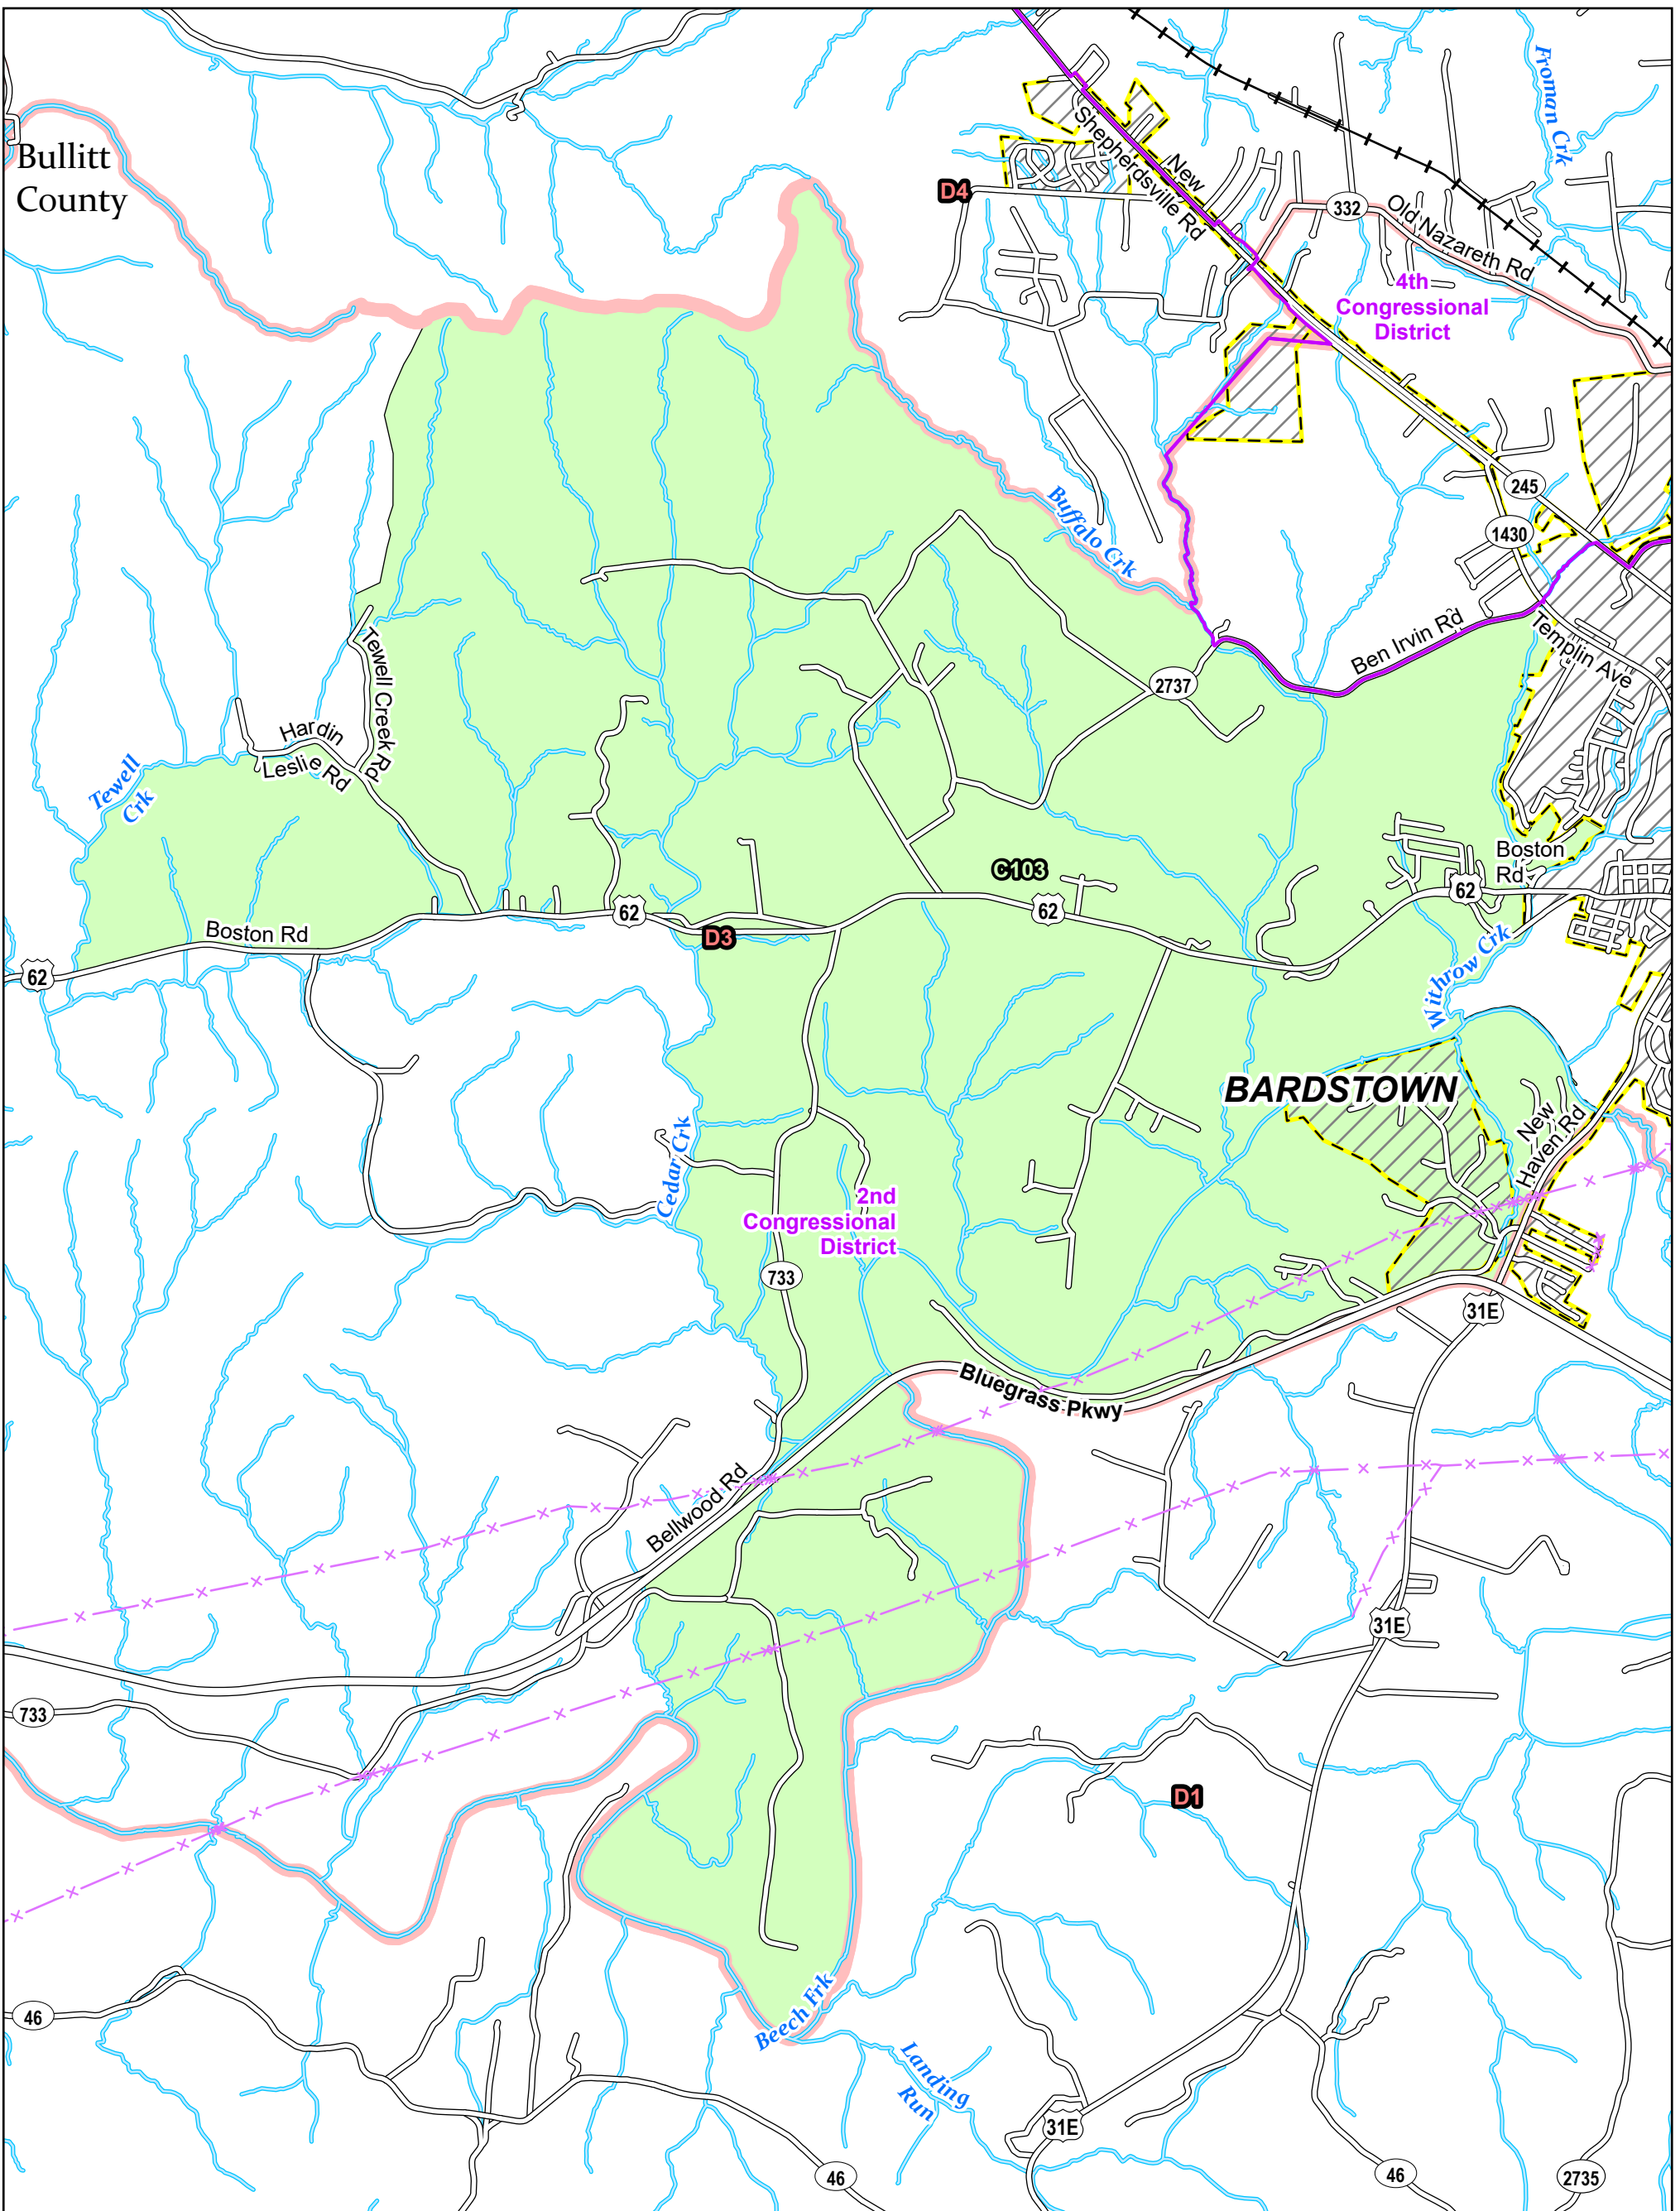 Bullitt
County
Froman Crk
D4
New
Shepherdsville Rd
332
Old Nazareth Rd
4th
Congressional
District
245
1430
Buffalo Crk
Ben Irvin Rd
Templin Ave
2737
Tewell Creek Rd
Hardin
Leslie Rd
Tewell
Crk
Boston
Rd
C103
62
62
62
Boston Rd
D3
62
Withrow Crk
BARDSTOWN
New
Haven Rd
Cedar Crk
2nd
Congressional
District
733
31E
Bluegrass Pkwy
Bellwood Rd
31E
733
D1
46
Beech Frk
Landing
Run
31E
46
46
2735